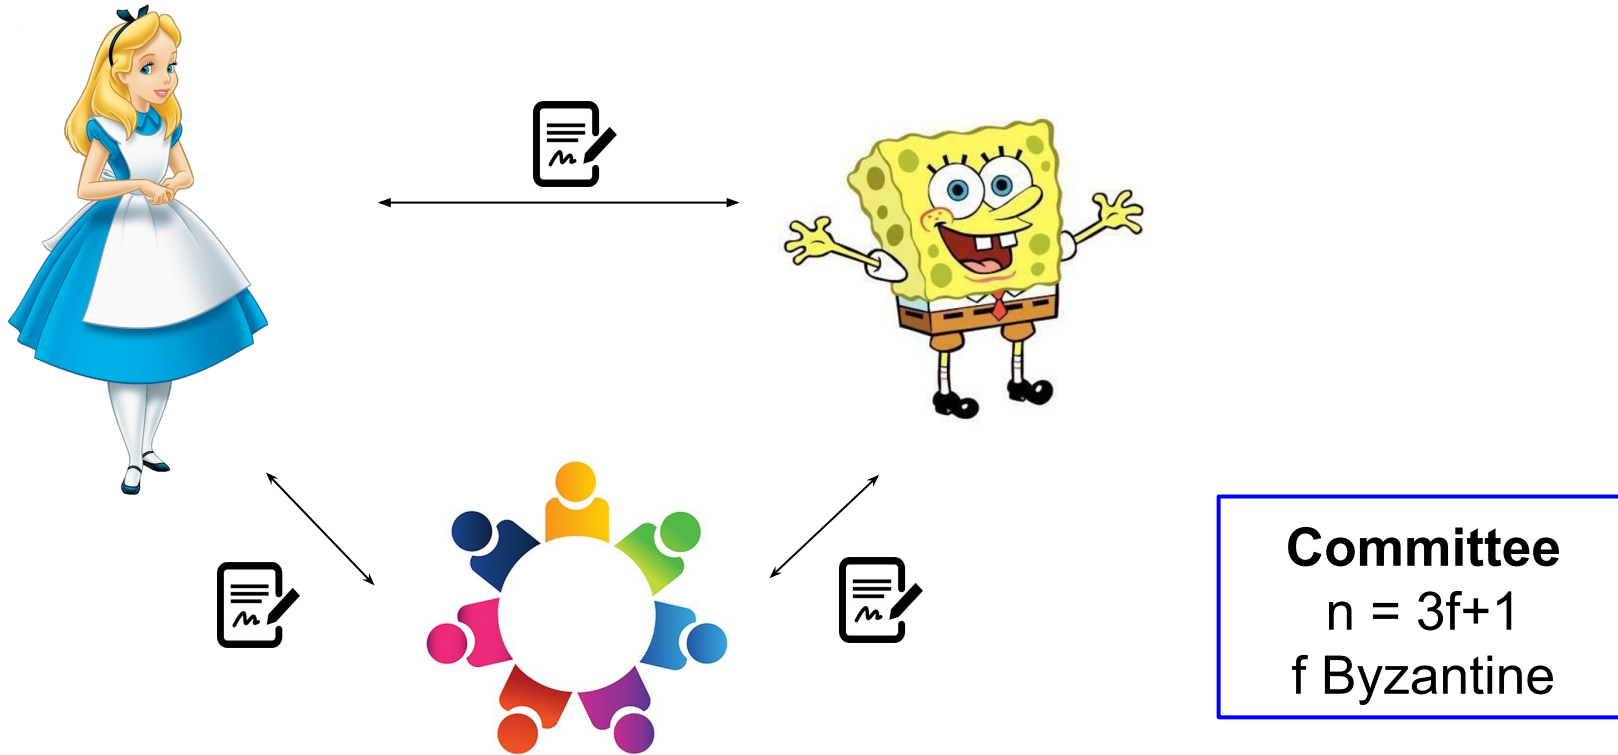 Committee
n = 3f+1
f Byzantine